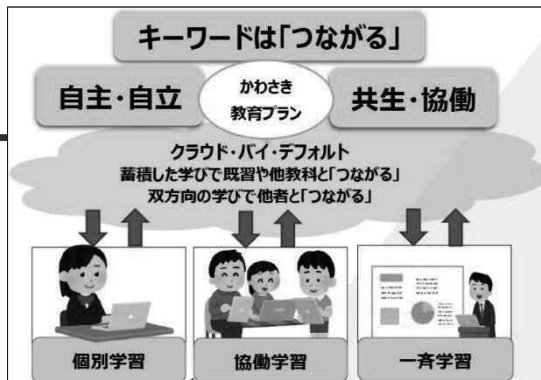 キーワードは「つながる」
自主・自立
かわさき
教育プラン
共生・協働
クラウド・バイ・デフォルト
蓄積した学びで既習や他教科と「つながる」
双方向の学びで他者と「つながる」
個別学習
協働学習
一斉学習